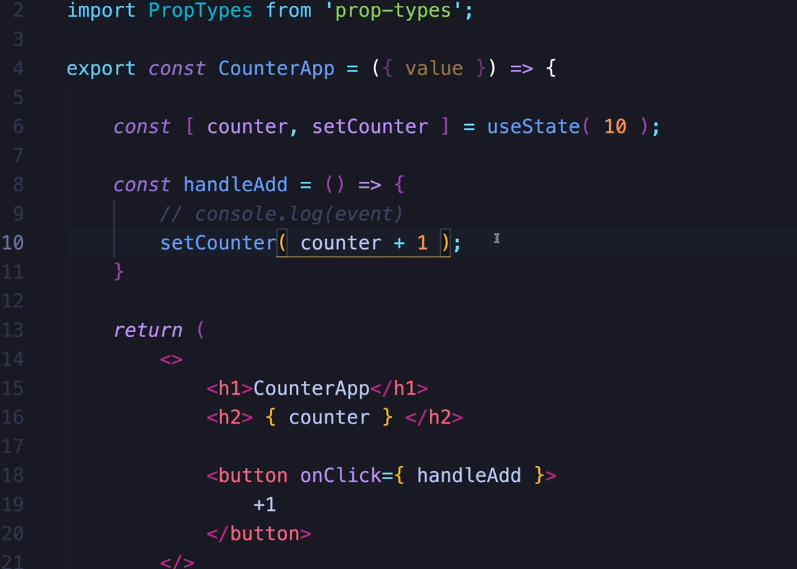 2 import PropTypes from 'prop-types';
3
4 export const CounterApp = ({ value }) => {
5
6 const [ counter, setCounter ] = useState( 10 );
7
8 const handleAdd = () => {
9 // console.log(event)
10 setCounter( counter + 1 );
11 }
12
13 return (
14 <>
15 <h1>CounterApp</h1>
16 <h2> { counter } </h2>
17
18 <button onClick={ handleAdd }>
19 +1
20 </button>
21 </>